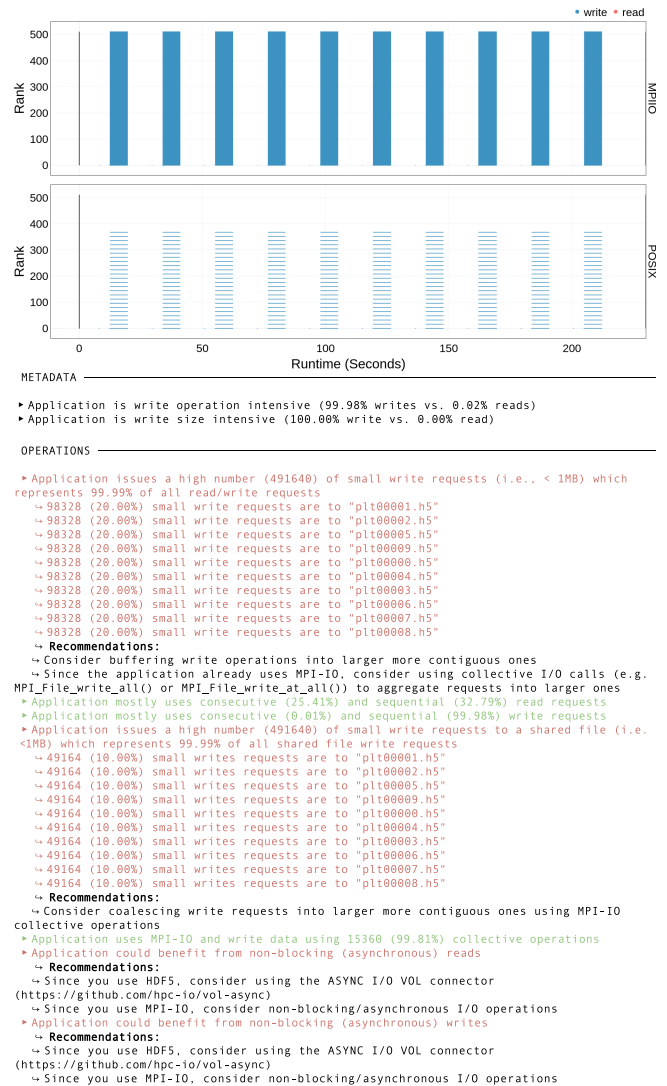 write read
500
400
300
200
100
0
Rank
MPIIO
500
400
300
200
100
0
Rank
POSIX
0 50 100 150 200
Runtime (Seconds)
METADATA
▸ Application is write operation intensive (99.98% writes vs. 0.02% reads)
▸ Application is write size intensive (100.00% write vs. 0.00% read)
OPERATIONS
▸ Application issues a high number (491640) of small write requests (i.e., < 1MB) which
represents 99.99% of all read/write requests
↪ 98328 (20.00%) small write requests are to "plt00001.h5"
↪ 98328 (20.00%) small write requests are to "plt00002.h5"
↪ 98328 (20.00%) small write requests are to "plt00005.h5"
↪ 98328 (20.00%) small write requests are to "plt00009.h5"
↪ 98328 (20.00%) small write requests are to "plt00000.h5"
↪ 98328 (20.00%) small write requests are to "plt00004.h5"
↪ 98328 (20.00%) small write requests are to "plt00003.h5"
↪ 98328 (20.00%) small write requests are to "plt00006.h5"
↪ 98328 (20.00%) small write requests are to "plt00007.h5"
↪ 98328 (20.00%) small write requests are to "plt00008.h5"
↪ Recommendations:
↪ Consider buffering write operations into larger more contiguous ones
↪ Since the application already uses MPI-IO, consider using collective I/O calls (e.g.
MPI_File_write_all() or MPI_File_write_at_all()) to aggregate requests into larger ones
▸ Application mostly uses consecutive (25.41%) and sequential (32.79%) read requests
▸ Application mostly uses consecutive (0.01%) and sequential (99.98%) write requests
▸ Application issues a high number (491640) of small write requests to a shared file (i.e.
<1MB) which represents 99.99% of all shared file write requests
↪ 49164 (10.00%) small writes requests are to "plt00001.h5"
↪ 49164 (10.00%) small writes requests are to "plt00002.h5"
↪ 49164 (10.00%) small writes requests are to "plt00005.h5"
↪ 49164 (10.00%) small writes requests are to "plt00009.h5"
↪ 49164 (10.00%) small writes requests are to "plt00000.h5"
↪ 49164 (10.00%) small writes requests are to "plt00004.h5"
↪ 49164 (10.00%) small writes requests are to "plt00003.h5"
↪ 49164 (10.00%) small writes requests are to "plt00006.h5"
↪ 49164 (10.00%) small writes requests are to "plt00007.h5"
↪ 49164 (10.00%) small writes requests are to "plt00008.h5"
↪ Recommendations:
↪ Consider coalescing write requests into larger more contiguous ones using MPI-IO
collective operations
▸ Application uses MPI-IO and write data using 15360 (99.81%) collective operations
▸ Application could benefit from non-blocking (asynchronous) reads
↪ Recommendations:
↪ Since you use HDF5, consider using the ASYNC I/O VOL connector
(https://github.com/hpc-io/vol-async)
↪ Since you use MPI-IO, consider non-blocking/asynchronous I/O operations
▸ Application could benefit from non-blocking (asynchronous) writes
↪ Recommendations:
↪ Since you use HDF5, consider using the ASYNC I/O VOL connector
(https://github.com/hpc-io/vol-async)
↪ Since you use MPI-IO, consider non-blocking/asynchronous I/O operations